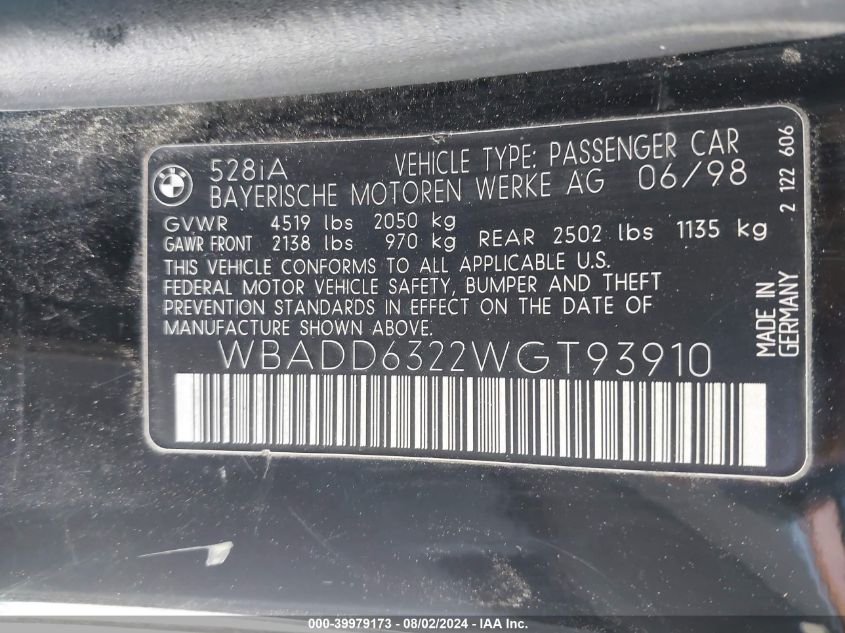 528iA VEHICLE TYPE: PASSENGER CAR
BAYERISCHE MOTOREN WERKE AG 06/98
GVWR 4519 lbs 2050 kg
GAWR FRONT 2138 lbs 970 kg REAR 2502 lbs 1135 kg
THIS VEHICLE CONFORMS TO ALL APPLICABLE U.S.
FEDERAL MOTOR VEHICLE SAFETY, BUMPER AND THEFT
PREVENTION STANDARDS IN EFFECT ON THE DATE OF
MANUFACTURE SHOWN ABOVE.
WBADD6322WGT93910
2 122 606
MADE IN
GERMANY
000-39979173 - 08/02/2024 - IAA Inc.